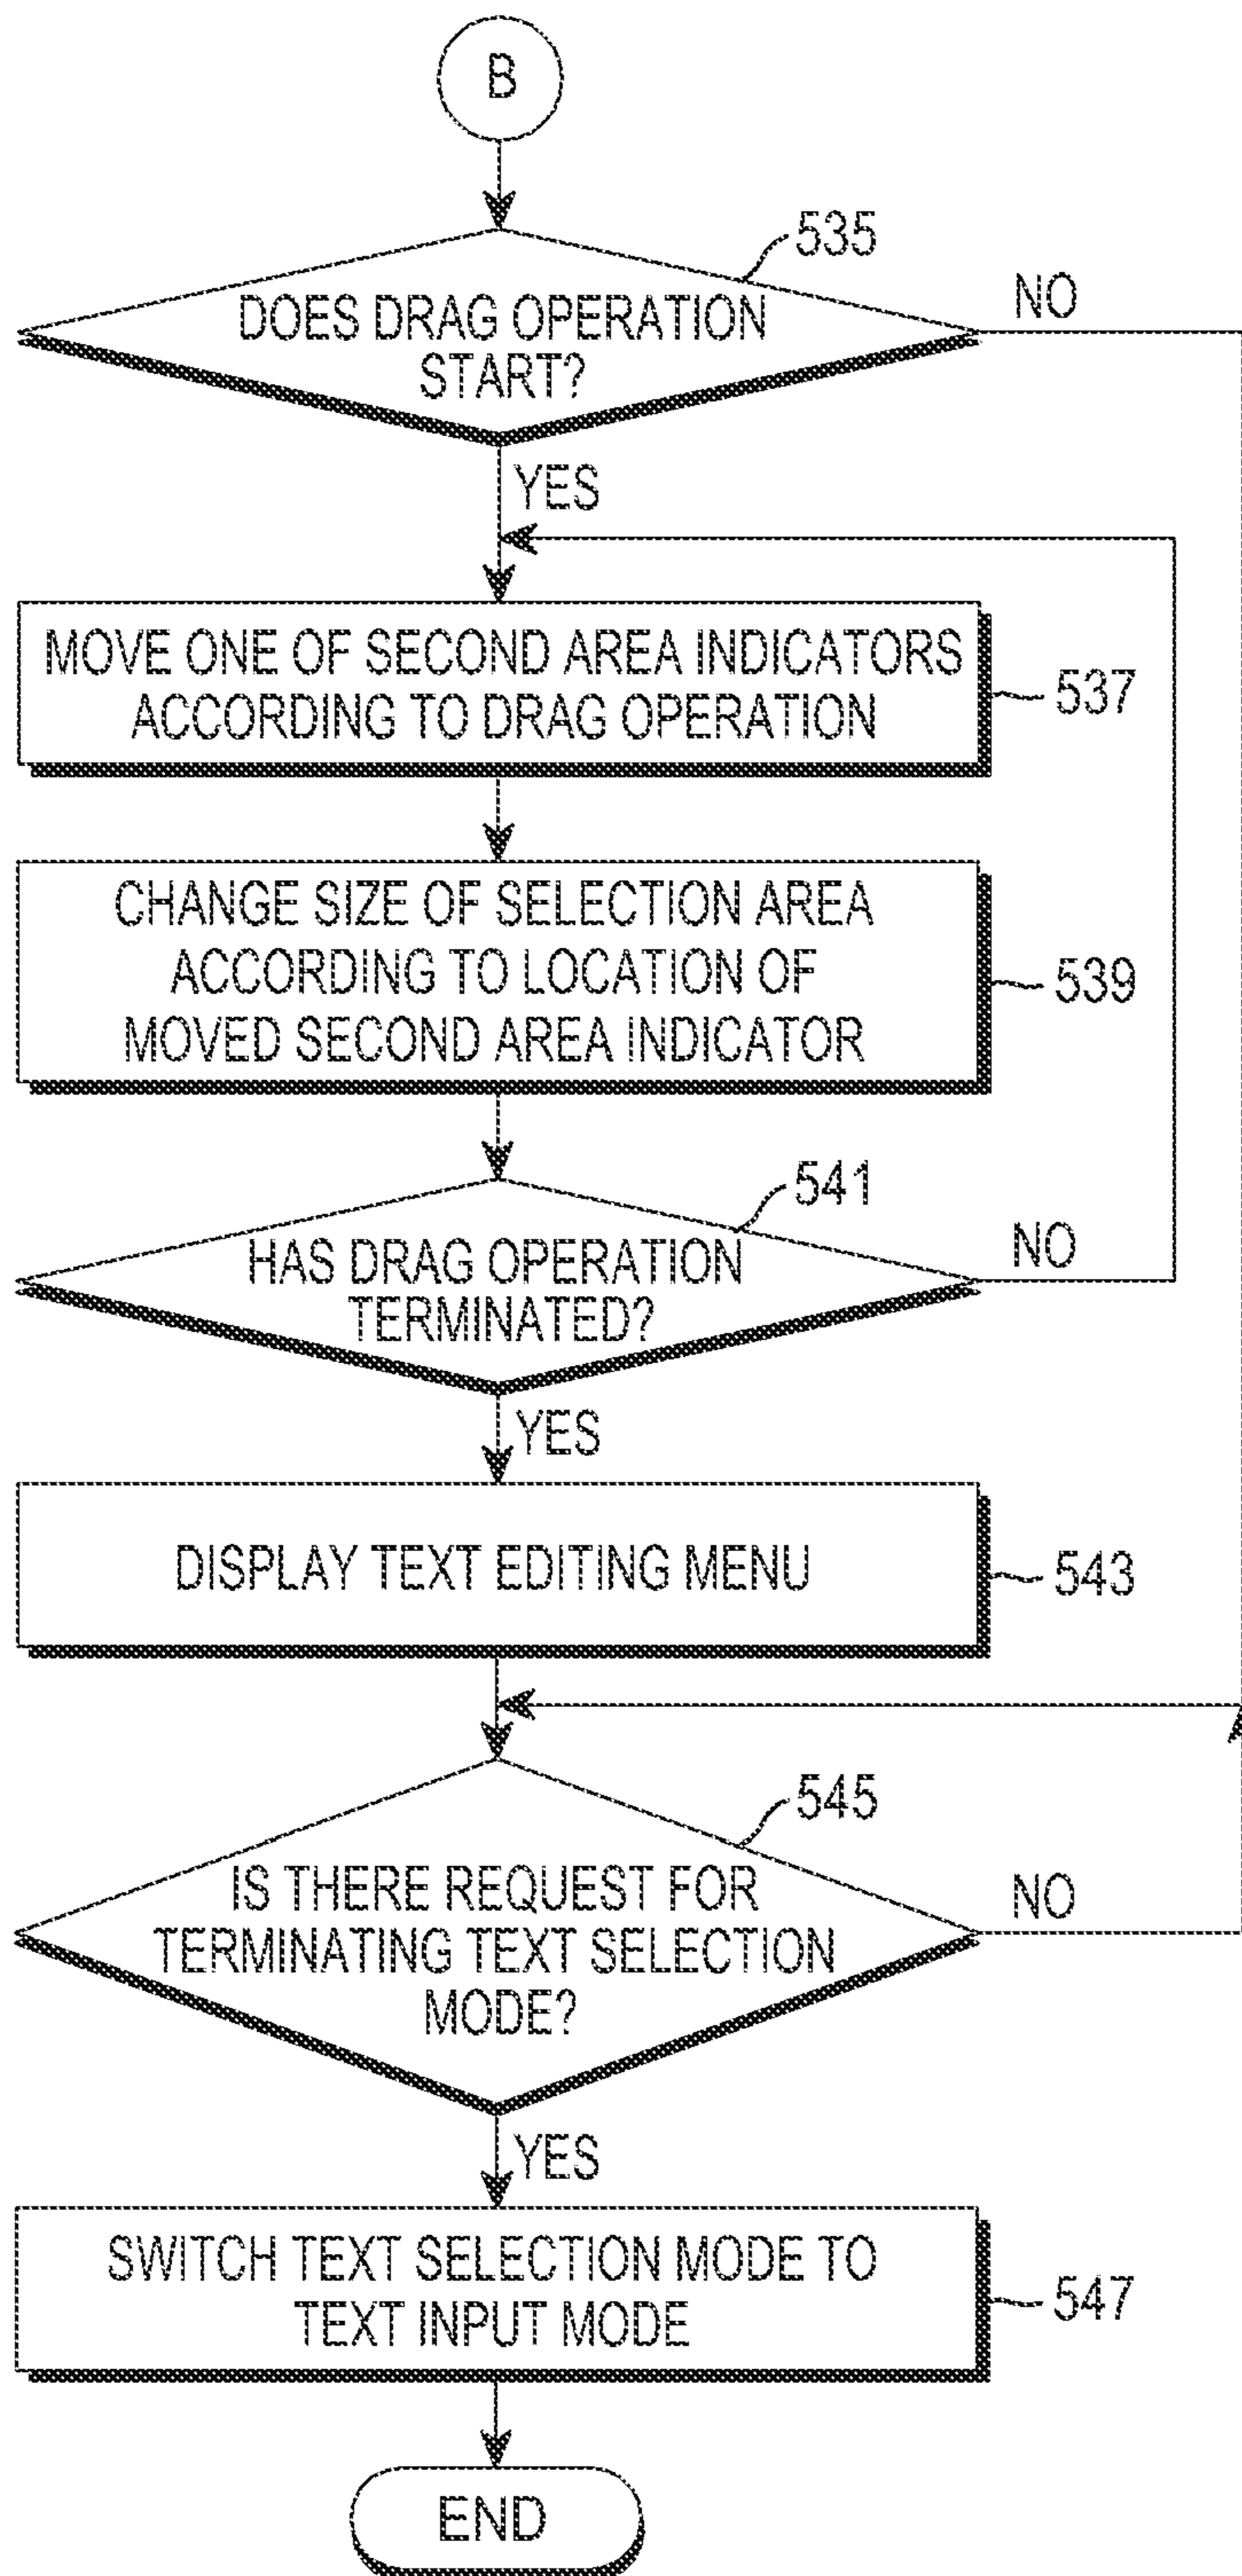 B
535
DOES DRAG OPERATION
START?
NO
YES
MOVE ONE OF SECOND AREA INDICATORS
ACCORDING TO DRAG OPERATION
537
CHANGE SIZE OF SELECTION AREA
ACCORDING TO LOCATION OF
MOVED SECOND AREA INDICATOR
539
541
HAS DRAG OPERATION
TERMINATED?
NO
YES
DISPLAY TEXT EDITING MENU
543
545
IS THERE REQUEST FOR
TERMINATING TEXT SELECTION
MODE?
NO
YES
SWITCH TEXT SELECTION MODE TO
TEXT INPUT MODE
547
END